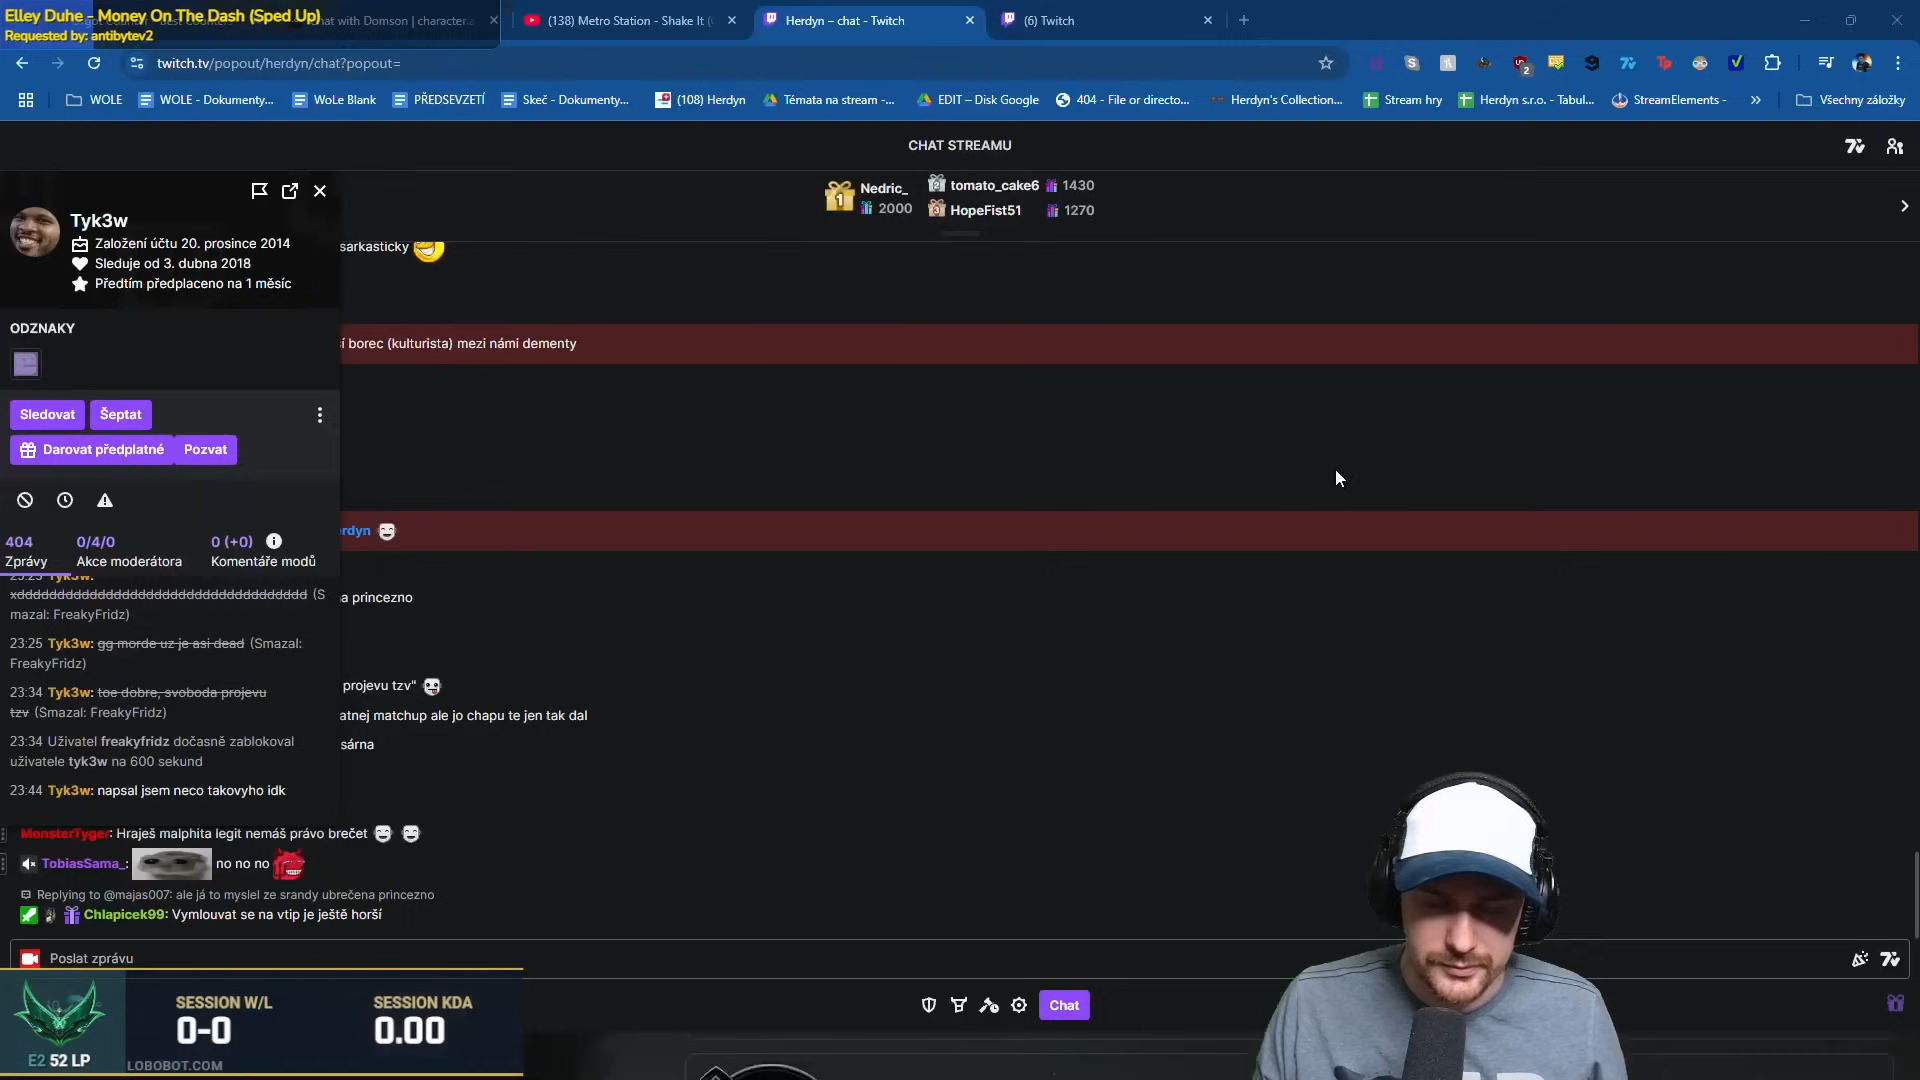 Elley Duhe - Money On The Dash (Sped Up)
Requested by: antibytev2
hat with Domson | character.
(138) Metro Station - Shake It (
Herdyn – chat - Twitch
(6) Twitch
twitch.tv/popout/herdyn/chat?popout=
WOLE
WOLE - Dokumenty...
WoLe Blank
PŘEDSEVZETÍ
Skeč - Dokumenty...
(108) Herdyn
Témata na stream -...
EDIT – Disk Google
404 - File or directo...
Herdyn's Collection...
Stream hry
Herdyn s.r.o. - Tabul...
StreamElements -
Všechny záložky
CHAT STREAMU
Nedric_
2000
tomato_cake6 1430
HopeFist51 1270
Tyk3w
Založení účtu 20. prosince 2014
Sleduje od 3. dubna 2018
Předtím předplaceno na 1 měsíc
ODZNAKY
Sledovat Šeptat
Darovat předplatné Pozvat
404 0/4/0 0 (+0)
Zprávy Akce moderátora Komentáře modů
23:25 Tyk3w:
xdddddddddddddddddddddddddddddddddd (S
mazal: FreakyFridz)
23:25 Tyk3w: gg morde uz je asi dead (Smazal:
FreakyFridz)
23:34 Tyk3w: toe dobre, svoboda projevu
tzv (Smazal: FreakyFridz)
23:34 Uživatel freakyfridz dočasně zablokoval
uživatele tyk3w na 600 sekund
23:44 Tyk3w: napsal jsem neco takovyho idk
sarkasticky
í borec (kulturista) mezi námi dementy
erdyn
a princezno
projevu tzv"
atnej matchup ale jo chapu te jen tak dal
sárna
MonsterTyger: Hraješ malphita legit nemáš právo brečet
TobiasSama_: no no no
Replying to @majas007: ale já to myslel ze srandy ubrečena princezno
Chlapicek99: Vymlouvat se na vtip je ještě horší
Poslat zprávu
Chat
SESSION W/L
0-0
SESSION KDA
0.00
E2 52 LP
LOBOBOT.COM